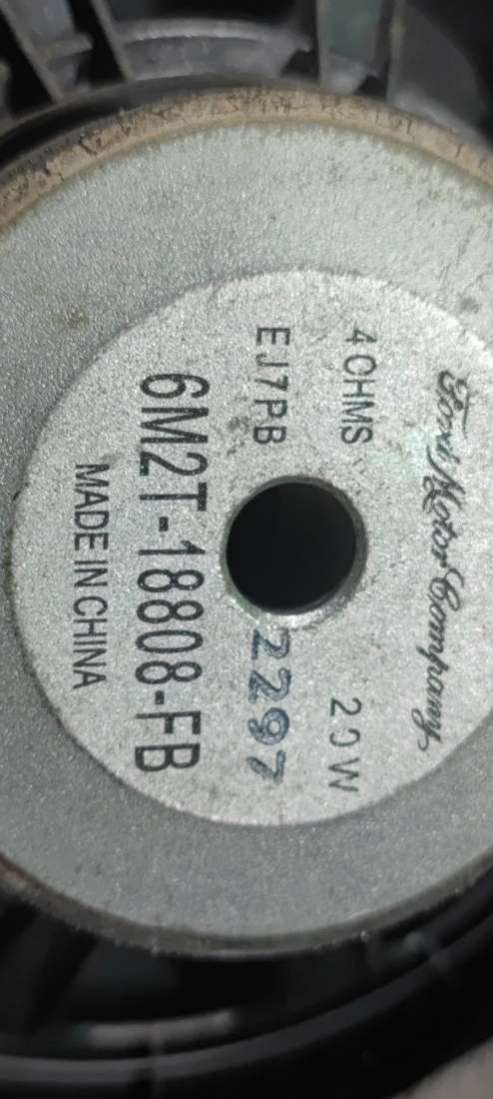 Ford Motor Company
4 OHMS 20W
EJ7PB 2297
6M2T-18808-FB
MADE IN CHINA